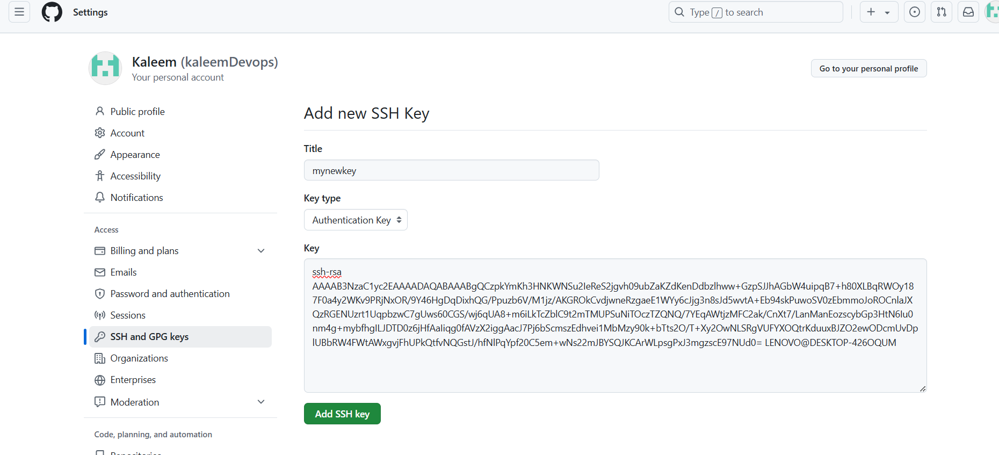 Settings
Type / to search
Kaleem (kaleemDevops)
Your personal account
Go to your personal profile
Public profile
Account
Appearance
Accessibility
Notifications
Access
Billing and plans
Emails
Password and authentication
Sessions
SSH and GPG keys
Organizations
Enterprises
Moderation
Code, planning, and automation
Repositories
Add new SSH Key
Title
mynewkey
Key type
Authentication Key
Key
ssh-rsa
AAAAB3NzaC1yc2EAAAADAQABAAABgQCzpkYmKh3HNKWNSu2IeReS2jgvh09ubZaKZdKenDdbzlhww+GzpSJJhAGbW4uipqB7+h80XLBqRWOy18
7F0a4y2WKv9PRjNxOR/9Y46HgDqDixhQG/Ppuzb6V/M1jz/AKGROkCvdjwneRzgaeE1WYy6cJjg3n8sJd5wvtA+Eb94skPuwoSV0zEbmmoJoROCnlaJX
QzRGENUzrt1UqpbzwC7gUws60CGS/wj6qUA8+m6iLkTcZblC9t2mTMUPSuNiTOczTZQNQ/7YEqAWtjzMFC2ak/CnXt7/LanManEozscybGp3HtN6Iu0
nm4g+mybfhgILJDTD0z6jHfAaIiqg0fAVzX2iggAacJ7Pj6bScmszEdhvei1MbMzy90k+bTts2O/T+Xy2OwNLSRgVUFYXOQtrKduuxBJZO2ewODcmUvDp
lUBbRW4FWtAWxgvjFhUPkQtfvNQGstJ/hfNlPqYpf20C5em+wNs22mJBYSQJKCArWLpsgPxJ3mgzscE97NUd0= LENOVO@DESKTOP-426OQUM
Add SSH key